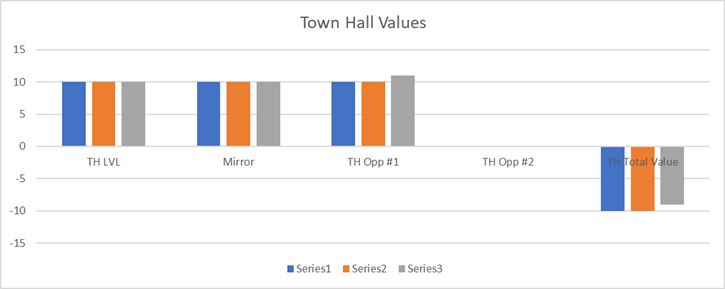 Town Hall Values
15
10
5
0
TH LVL Mirror TH Opp #1 TH Opp #2 TH Total Value
-5
-10
-15
Series1 Series2 Series3